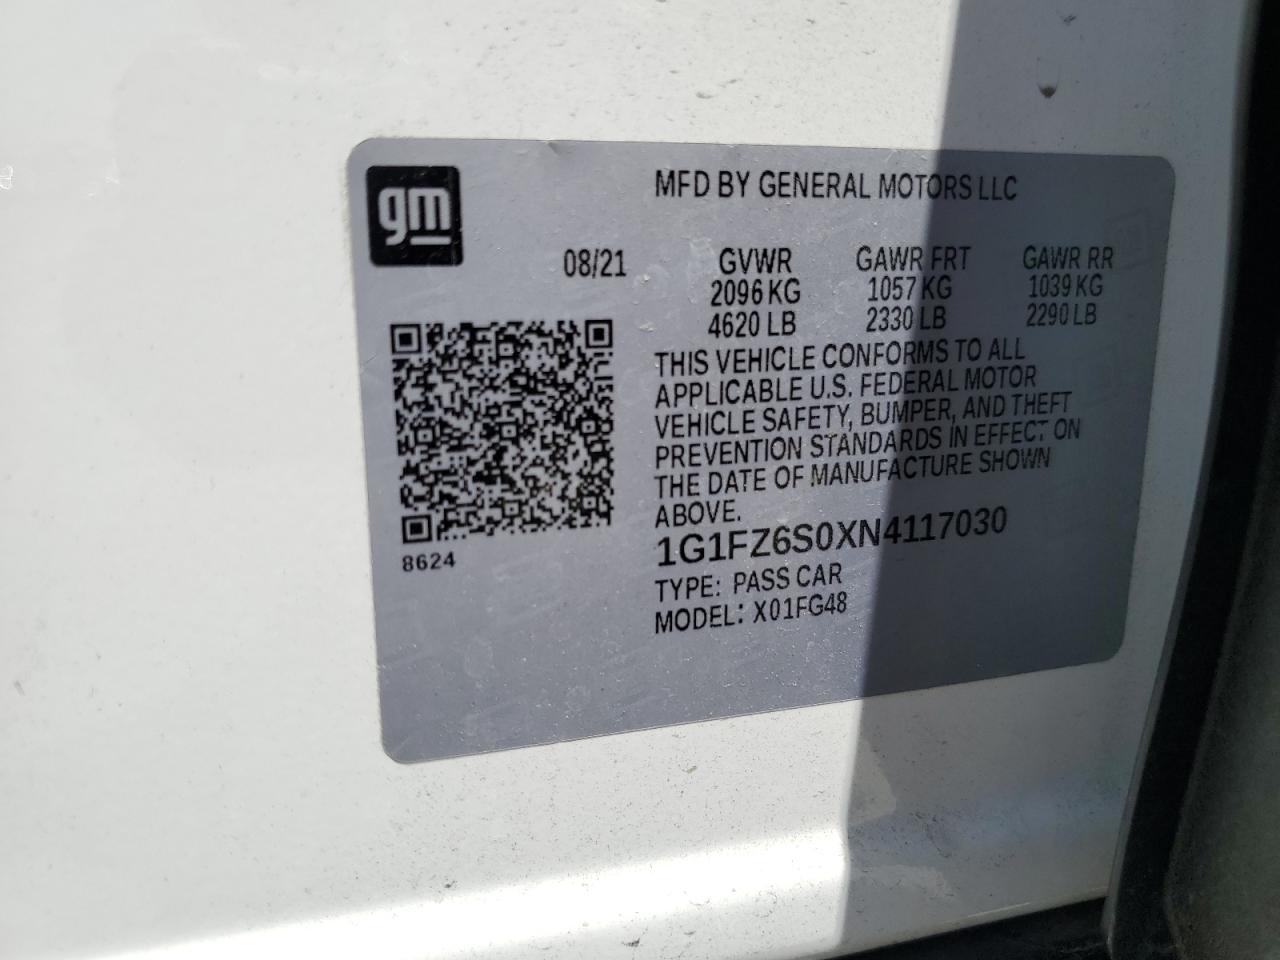 gm
MFD BY GENERAL MOTORS LLC
08/21 GVWR GAWR FRT GAWR RR
2096 KG 1057 KG 1039 KG
4620 LB 2330 LB 2290 LB
THIS VEHICLE CONFORMS TO ALL
APPLICABLE U.S. FEDERAL MOTOR
VEHICLE SAFETY, BUMPER, AND THEFT
PREVENTION STANDARDS IN EFFECT ON
THE DATE OF MANUFACTURE SHOWN
ABOVE.
1G1FZ6S0XN4117030
TYPE: PASS CAR
MODEL: X01FG48
8624